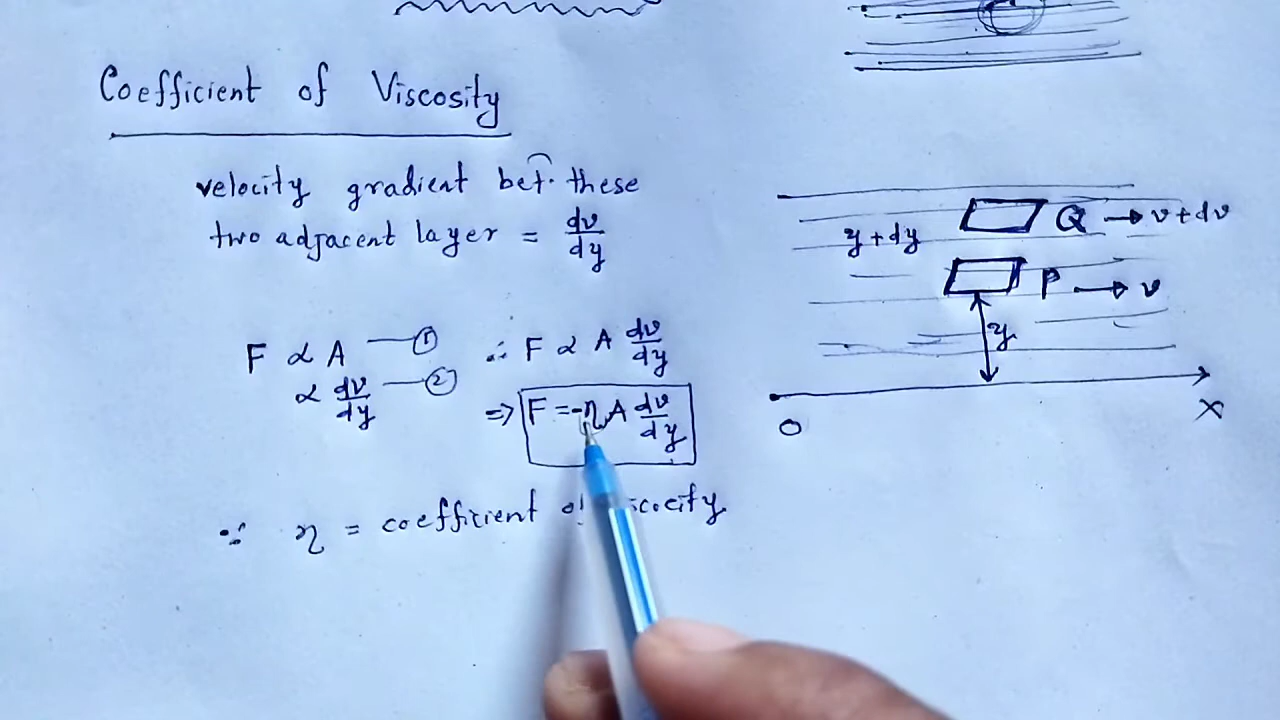 Coefficient of Viscosity
velocity gradient bet. these
two adjacent layer = dv/dy
F ∝ A —①
∝ dv/dy —②
∴ F ∝ A dv/dy
=> F = -η A dv/dy
∵ η = coefficient
Q → v+dv
y+dy
P → v
y
O
X